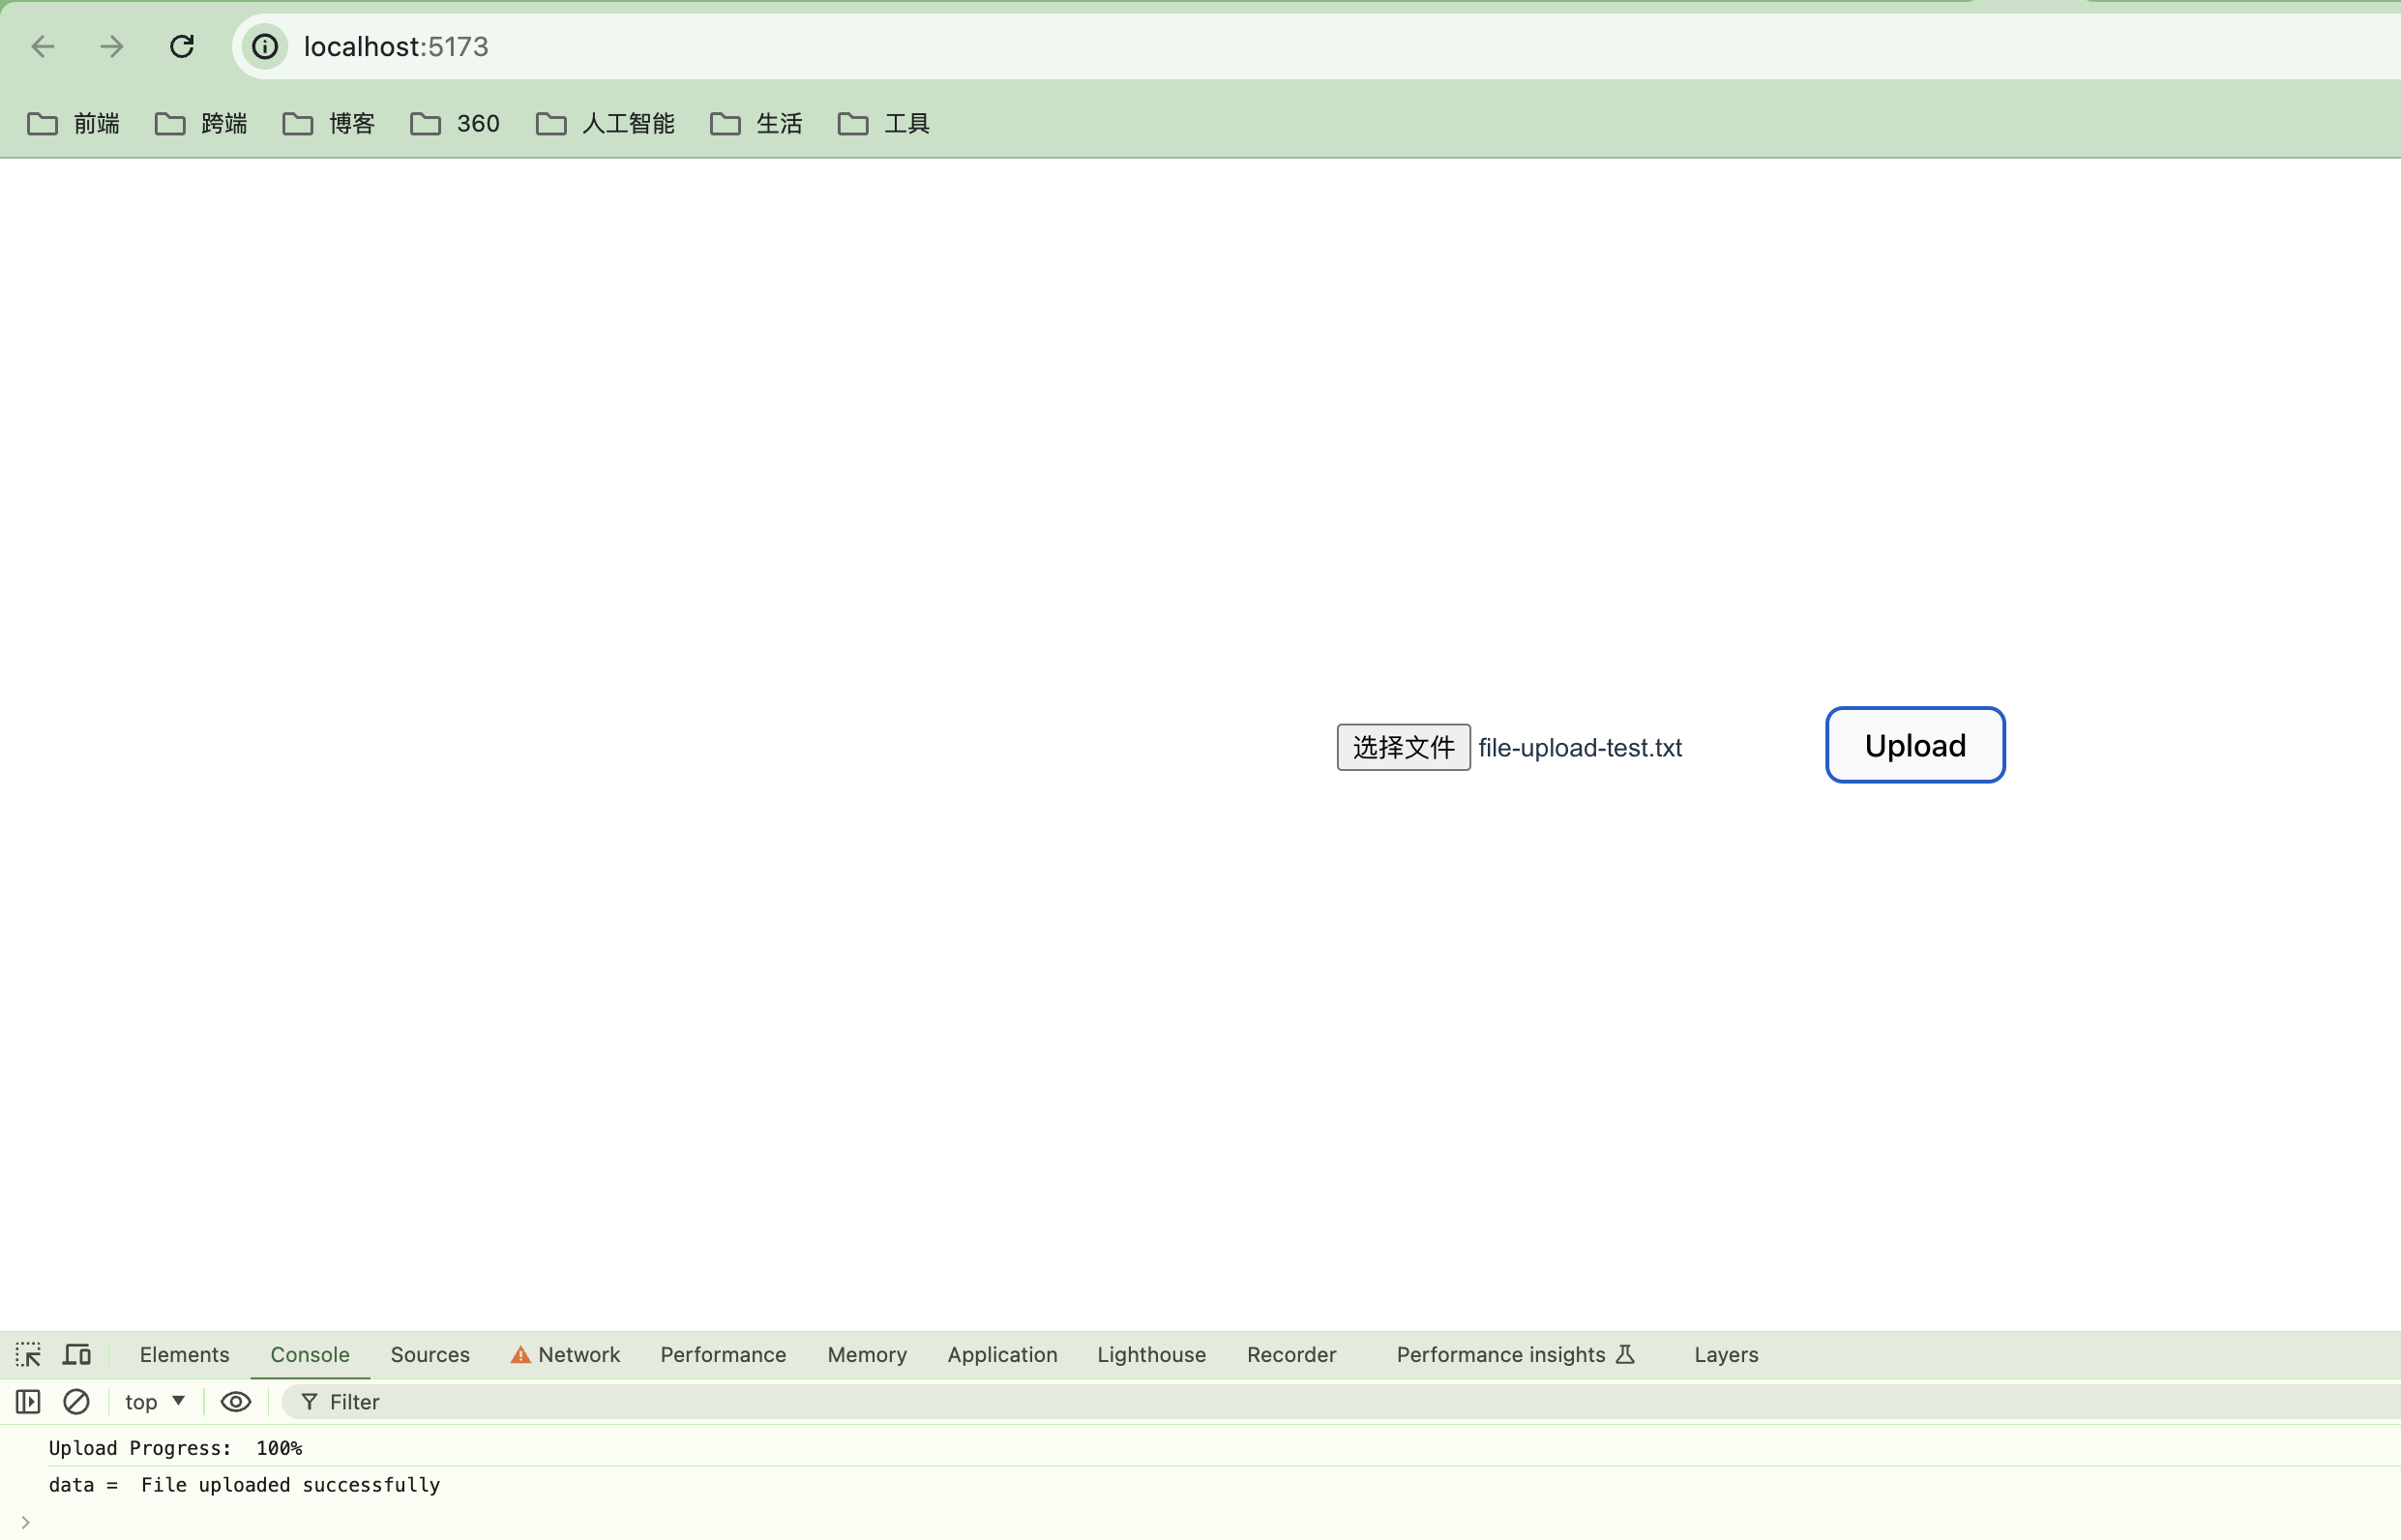 localhost:5173
前端 跨端 博客 360 人工智能 生活 工具
选择文件 file-upload-test.txt Upload
Elements Console Sources Network Performance Memory Application Lighthouse Recorder Performance insights Layers
top Filter
Upload Progress: 100%
data = File uploaded successfully